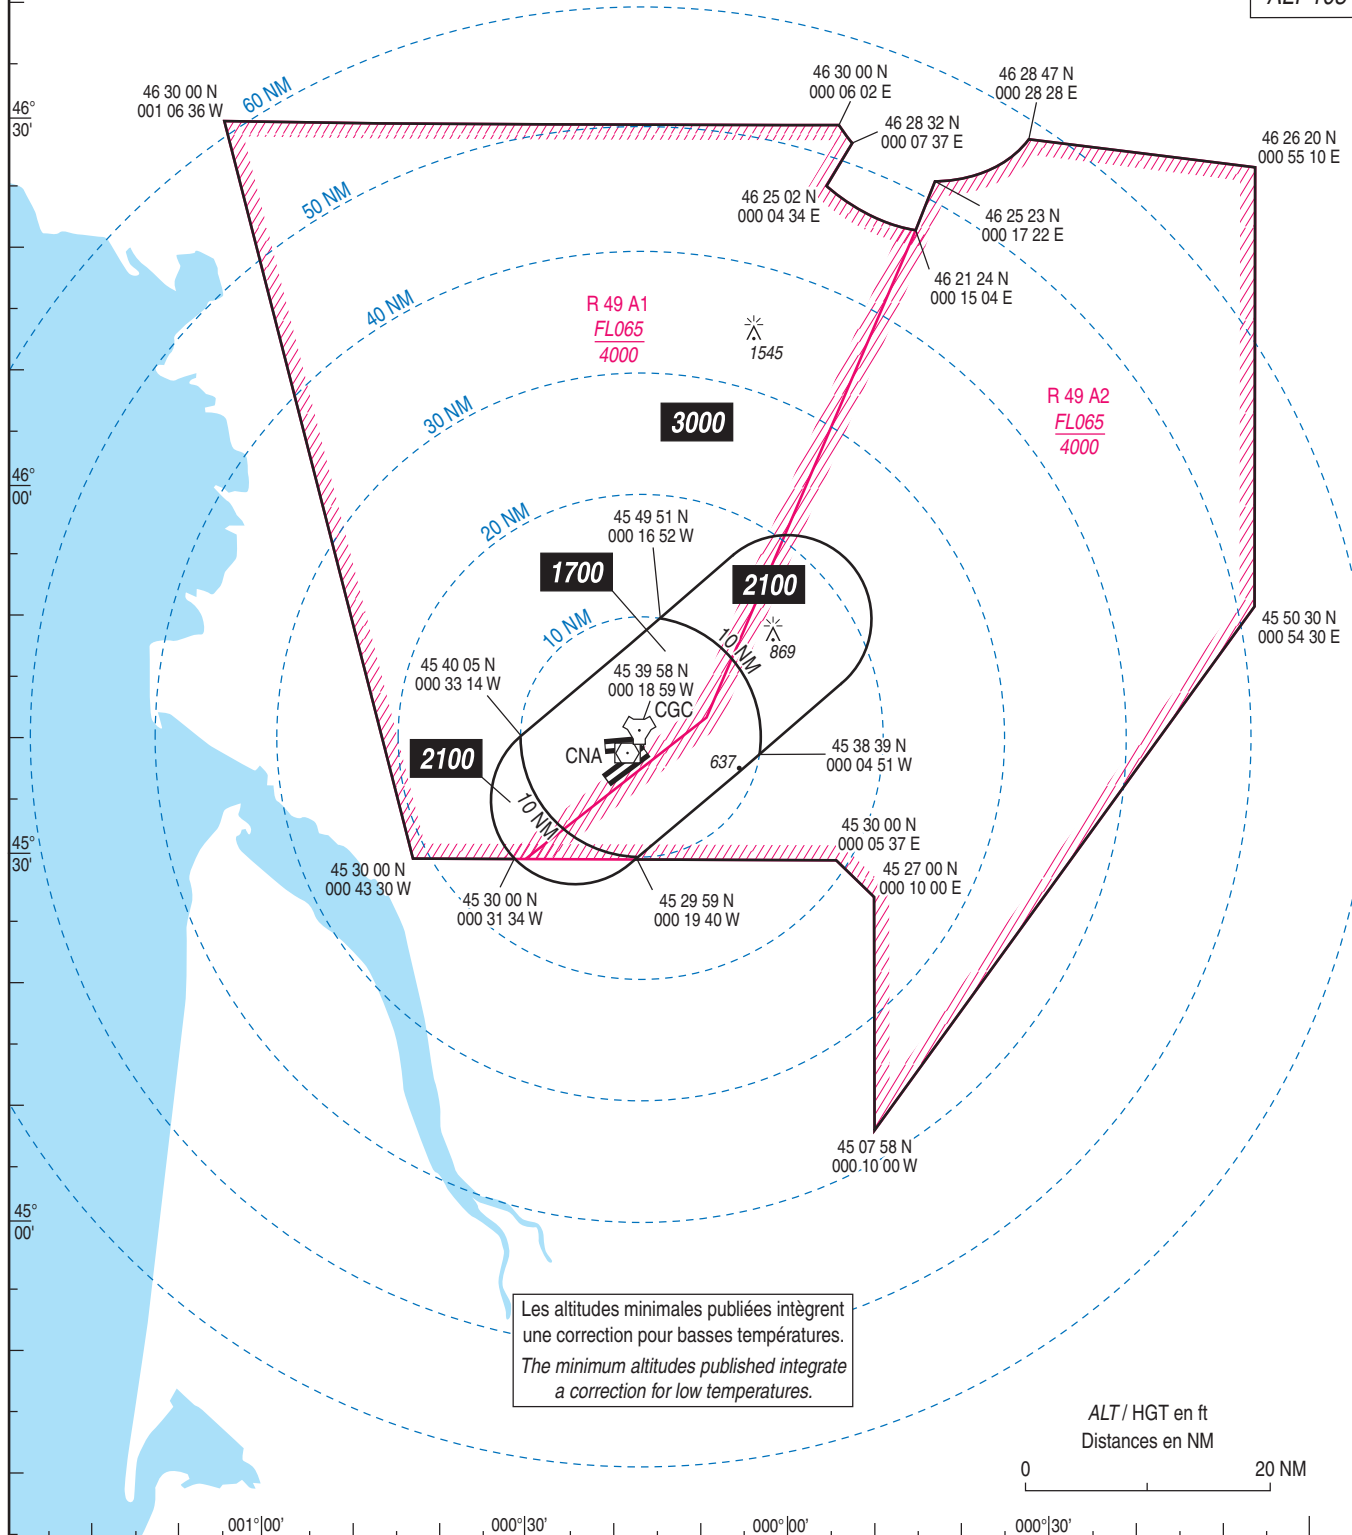 46 30 00 N
001 06 36 W
60 NM
46 30 00 N
000 06 02 E
46 28 47 N
000 28 28 E
46°
30'
46 28 32 N
000 07 37 E
46 26 20 N
000 55 10 E
50 NM
46 25 02 N
000 04 34 E
46 25 23 N
000 17 22 E
46 21 24 N
000 15 04 E
40 NM
R 49 A1
FL065
4000
1545
R 49 A2
FL065
4000
30 NM
3000
46°
00'
20 NM
45 49 51 N
000 16 52 W
1700
2100
10 NM
10 NM
869
45 50 30 N
000 54 30 E
45 40 05 N
000 33 14 W
45 39 58 N
000 18 59 W
CGC
CNA
2100
637
45 38 39 N
000 04 51 W
10 NM
45°
30'
45 30 00 N
000 05 37 E
45 30 00 N
000 43 30 W
45 27 00 N
000 10 00 E
45 30 00 N
000 31 34 W
45 29 59 N
000 19 40 W
45 07 58 N
000 10 00 W
45°
00'
Les altitudes minimales publiées intègrent
une correction pour basses températures.
The minimum altitudes published integrate
a correction for low temperatures.
ALT / HGT en ft
Distances en NM
0 20 NM
001°00' 000°30' 000°00' 000°30'